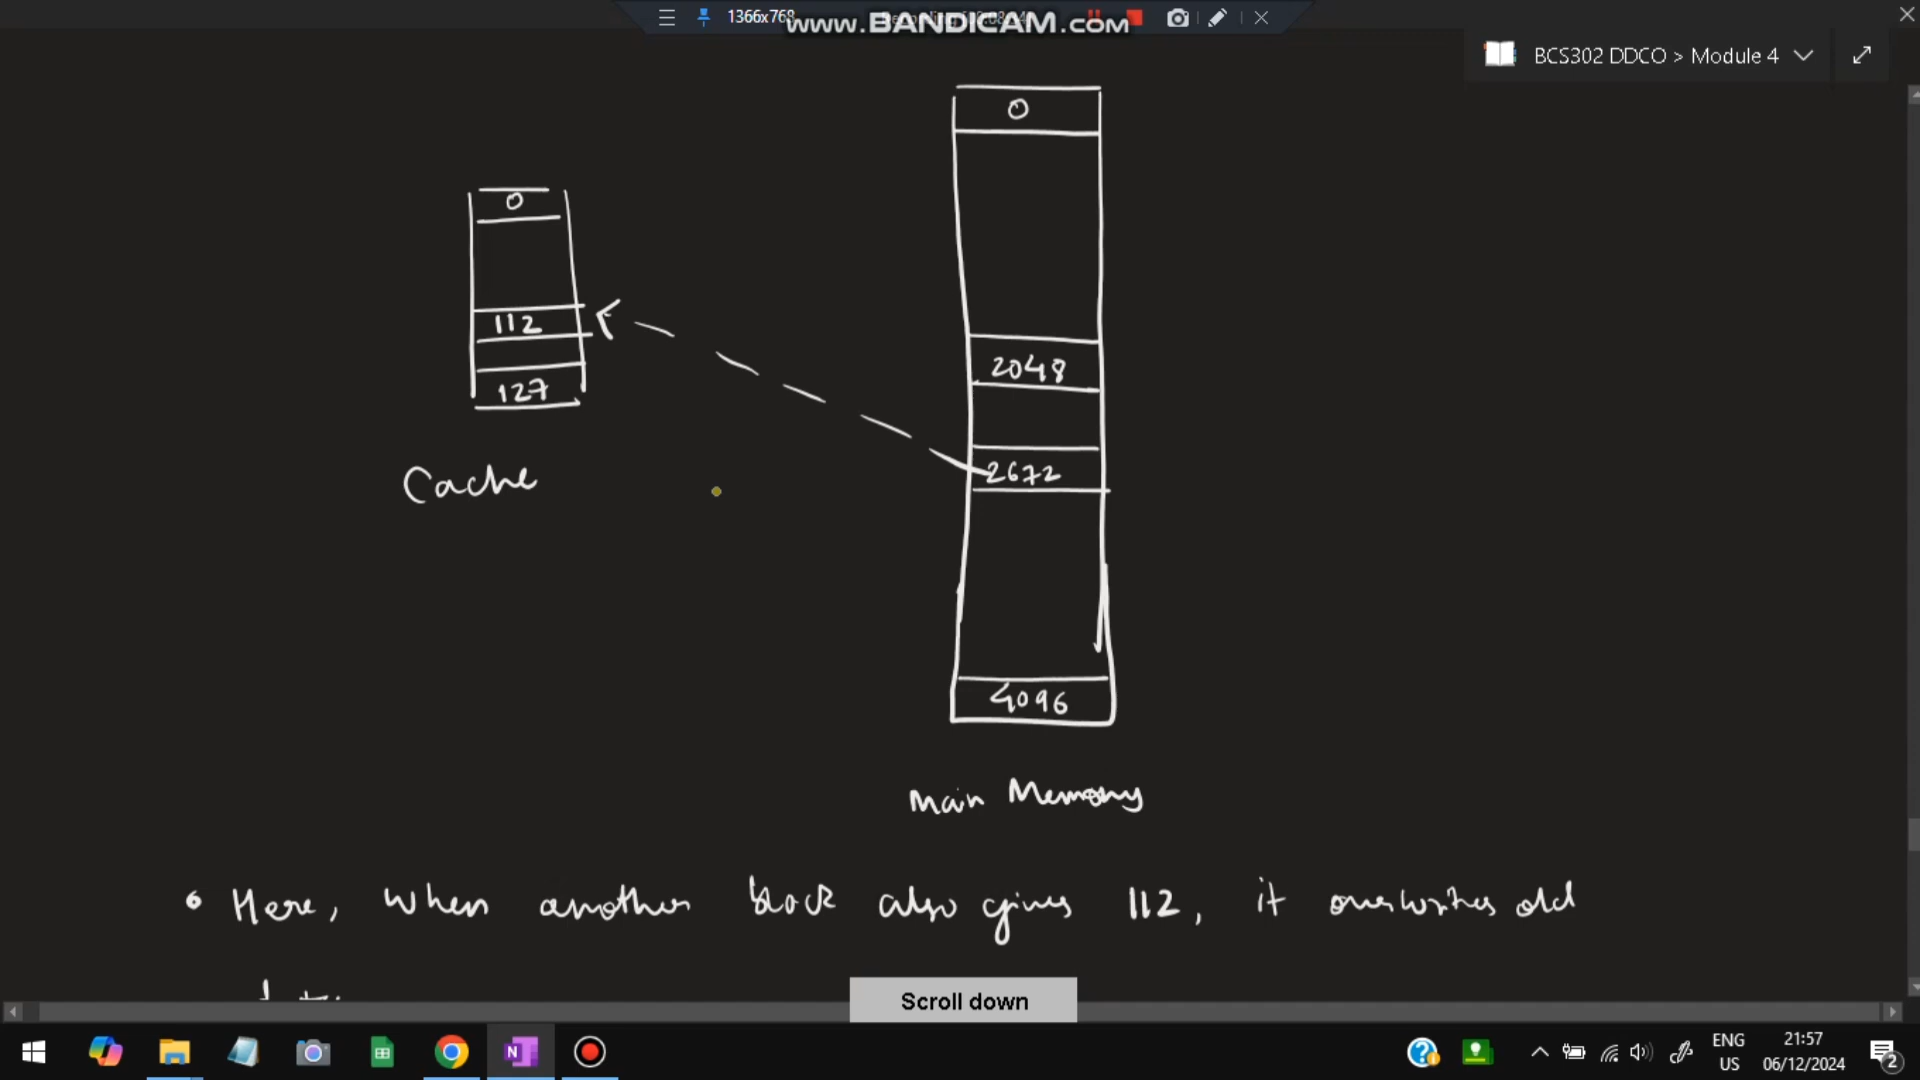 1366x768
www.BANDICAM.com
BCS302 DDCO > Module 4
0
0
112
2048
127
2672
Cache
4096
Main Memory
• Here, when another block also gives 112, it overwrites old
Scroll down
N
ENG
US
21:57
06/12/2024
2